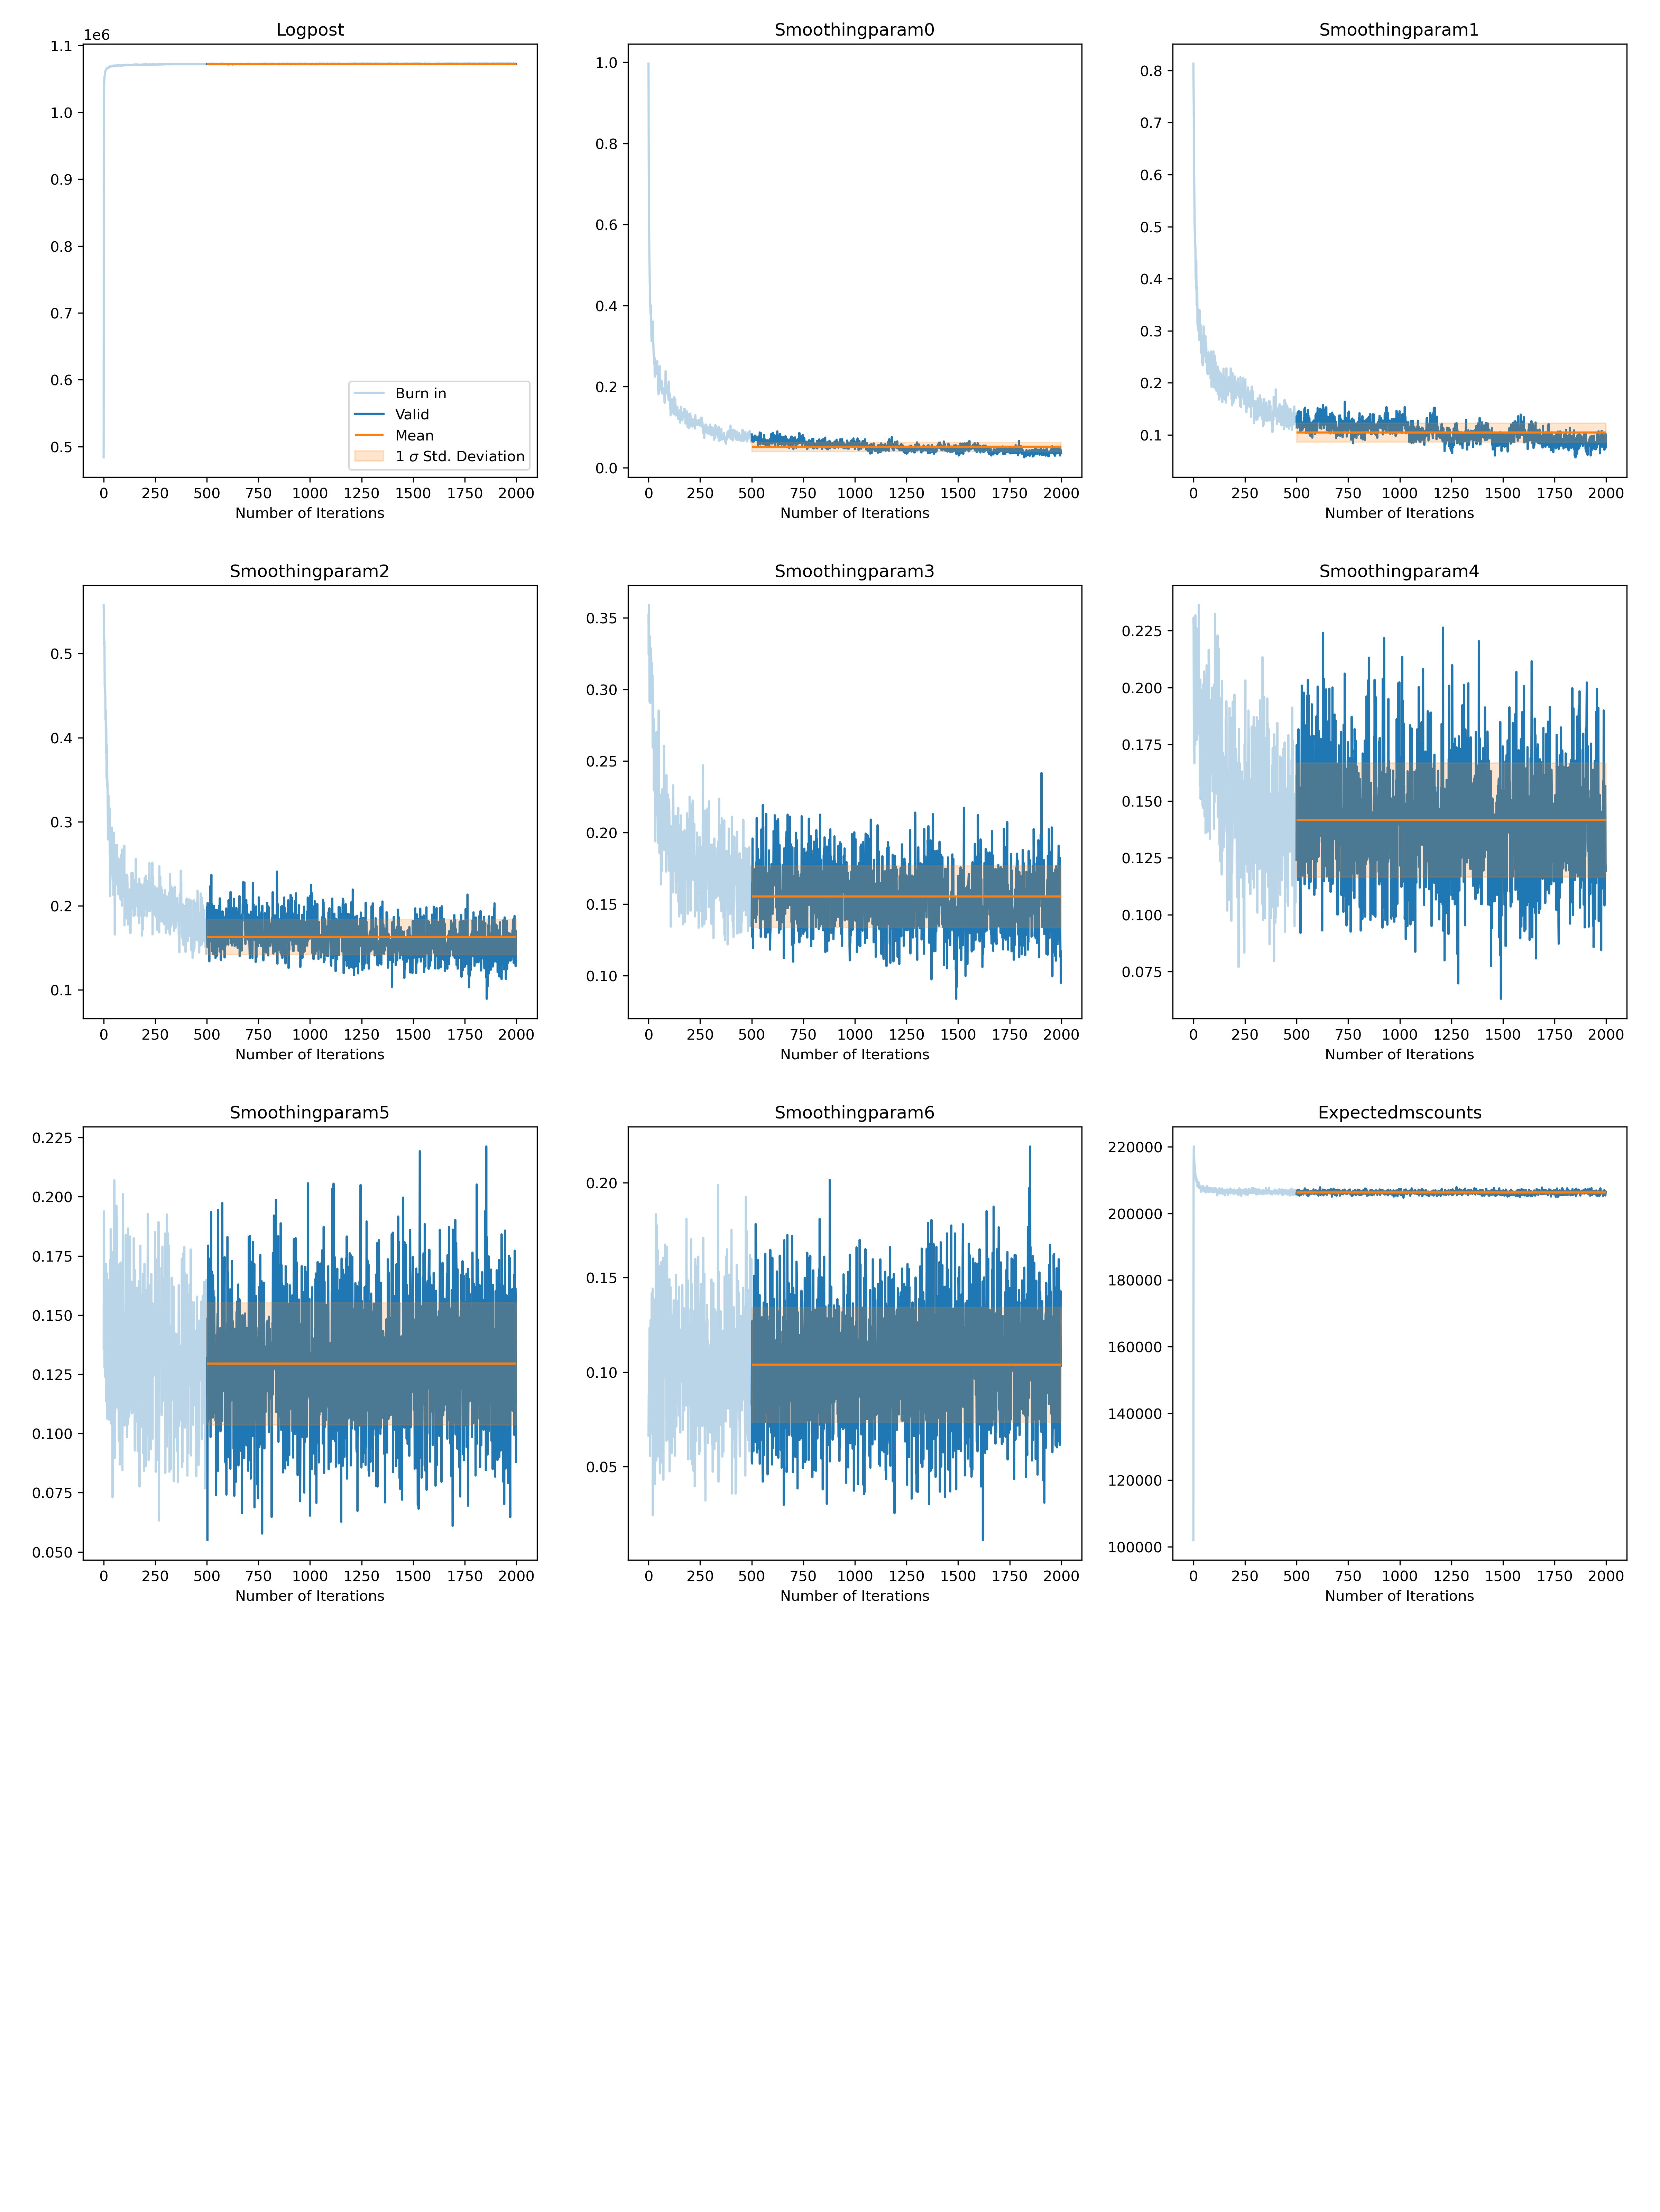 Logpost
1e6
1.1
1.0
0.9
0.8
0.7
0.6
0.5
Burn in
Valid
Mean
1 σ Std. Deviation
0 250 500 750 1000 1250 1500 1750 2000
Number of Iterations
Smoothingparam0
1.0
0.8
0.6
0.4
0.2
0.0
0 250 500 750 1000 1250 1500 1750 2000
Number of Iterations
Smoothingparam1
0.8
0.7
0.6
0.5
0.4
0.3
0.2
0.1
0 250 500 750 1000 1250 1500 1750 2000
Number of Iterations
Smoothingparam2
0.5
0.4
0.3
0.2
0.1
0 250 500 750 1000 1250 1500 1750 2000
Number of Iterations
Smoothingparam3
0.35
0.30
0.25
0.20
0.15
0.10
0 250 500 750 1000 1250 1500 1750 2000
Number of Iterations
Smoothingparam4
0.225
0.200
0.175
0.150
0.125
0.100
0.075
0 250 500 750 1000 1250 1500 1750 2000
Number of Iterations
Smoothingparam5
0.225
0.200
0.175
0.150
0.125
0.100
0.075
0.050
0 250 500 750 1000 1250 1500 1750 2000
Number of Iterations
Smoothingparam6
0.20
0.15
0.10
0.05
0 250 500 750 1000 1250 1500 1750 2000
Number of Iterations
Expectedmscounts
220000
200000
180000
160000
140000
120000
100000
0 250 500 750 1000 1250 1500 1750 2000
Number of Iterations